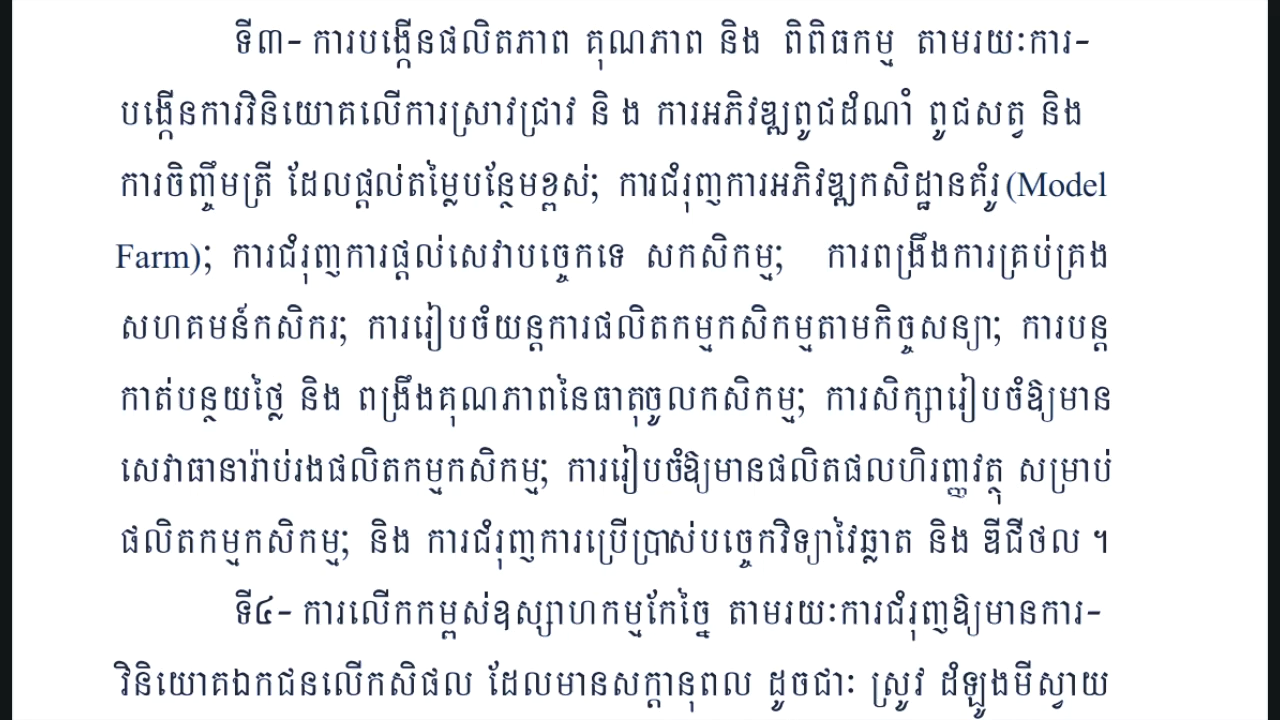 ទី៣- ការបង្កើនផលិតភាព គុណភាព និង ពិពិធកម្ម តាមរយៈការ-
បង្កើនការវិនិយោគលើការស្រាវជ្រាវ និ ង ការអភិវឌ្ឍពូជដំណាំ ពូជសត្វ និង
ការចិញ្ចឹមត្រី ដែលផ្តល់តម្លៃបន្ថែមខ្ពស់; ការជំរុញការអភិវឌ្ឍកសិដ្ឋានគំរូ (Model
Farm); ការជំរុញការផ្តល់សេវាបច្ចេកទេ សកសិកម្ម; ការពង្រឹងការគ្រប់គ្រង
សហគមន៍កសិករ; ការរៀបចំយន្តការផលិតកម្មកសិកម្មតាមកិច្ចសន្យា; ការបន្ត
កាត់បន្ថយថ្លៃ និង ពង្រឹងគុណភាពនៃធាតុចូលកសិកម្ម; ការសិក្សារៀបចំឱ្យមាន
សេវាធានារ៉ាប់រងផលិតកម្មកសិកម្ម; ការរៀបចំឱ្យមានផលិតផលហិរញ្ញវត្ថុ សម្រាប់
ផលិតកម្មកសិកម្ម; និង ការជំរុញការប្រើប្រាស់បច្ចេកវិទ្យាវៃឆ្លាត និង ឌីជីថល ។
ទី៤- ការលើកកម្ពស់ឧស្សាហកម្មកែច្នៃ តាមរយៈការជំរុញឱ្យមានការ-
វិនិយោគឯកជនលើកសិផល ដែលមានសក្តានុពល ដូចជាៈ ស្រូវ ដំឡូងមីស្វាយ